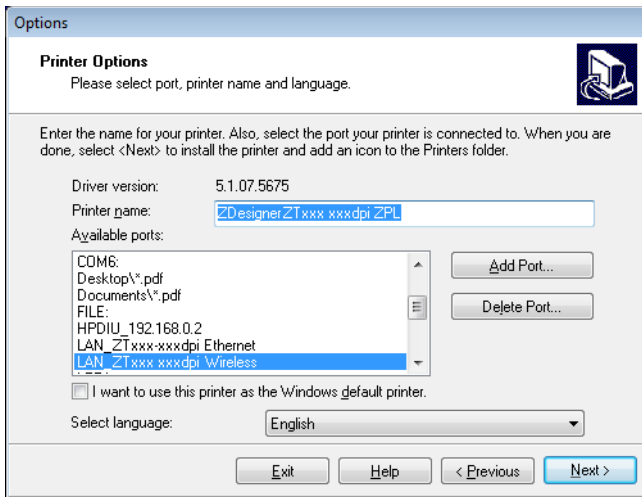 Options
Printer Options
Please select port, printer name and language.
Enter the name for your printer. Also, select the port your printer is connected to. When you are
done, select <Next> to install the printer and add an icon to the Printers folder.
Driver version: 5.1.07.5675
Printer name: ZDesignerZTxxx xxxdpi ZPL
Available ports:
COM6:
Desktop\*.pdf
Documents\*.pdf
FILE:
HPDIU_192.168.0.2
LAN_ZTxxx-xxxdpi Ethernet
LAN_ZTxxx xxxdpi Wireless
Add Port...
Delete Port...
I want to use this printer as the Windows default printer.
Select language: English
Exit Help < Previous Next >